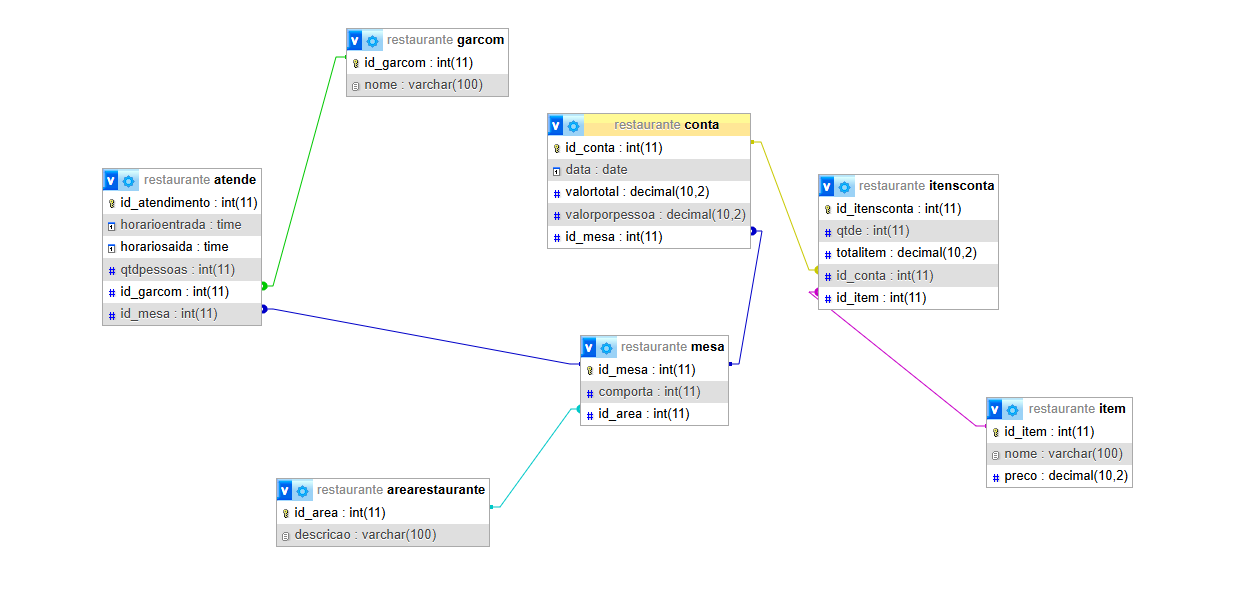 restaurante garcom
id_garcom : int(11)
nome : varchar(100)
restaurante conta
id_conta : int(11)
data : date
valortotal : decimal(10,2)
valorporpessoa : decimal(10,2)
id_mesa : int(11)
restaurante atende
id_atendimento : int(11)
horarioentrada : time
horariosaida : time
qtdpessoas : int(11)
id_garcom : int(11)
id_mesa : int(11)
restaurante itensconta
id_itensconta : int(11)
qtde : int(11)
totalitem : decimal(10,2)
id_conta : int(11)
id_item : int(11)
restaurante mesa
id_mesa : int(11)
comporta : int(11)
id_area : int(11)
restaurante item
id_item : int(11)
nome : varchar(100)
preco : decimal(10,2)
restaurante arearestaurante
id_area : int(11)
descricao : varchar(100)